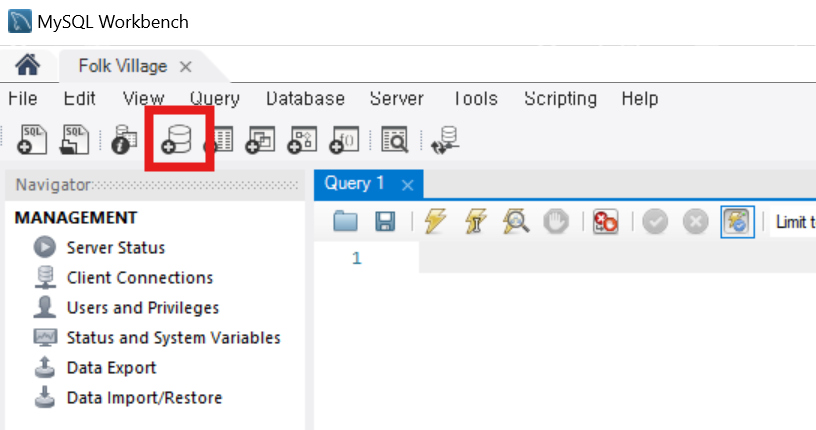 MySQL Workbench
Folk Village
File Edit View Query Database Server Tools Scripting Help
SQL SQL
Navigator
Query 1
MANAGEMENT
Limit t
Server Status
1
Client Connections
Users and Privileges
Status and System Variables
Data Export
Data Import/Restore